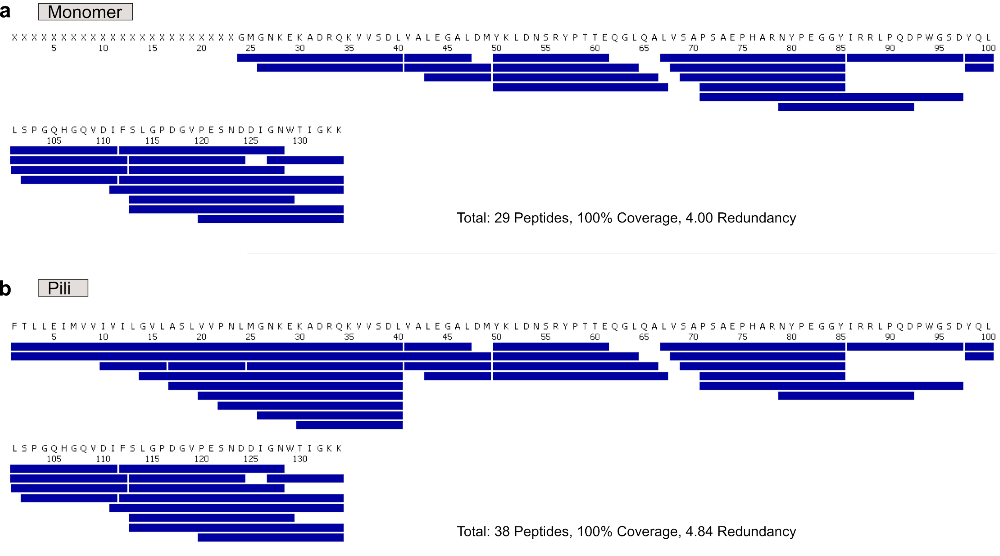 a Monomer
X X X X X X X X X X X X X X X X X X X X X X X G M G N K E K A D R Q K V V S D L V A L E G A L D M Y K L D N S R Y P T T E Q G L Q A L V S A P S A E P H A R N Y P E G G Y I R R L P Q D P W G S D Y Q L
5 10 15 20 25 30 35 40 45 50 55 60 65 70 75 80 85 90 95 100
L S P G Q H G Q V D I F S L G P D G V P E S N D D I G N W T I G K K
105 110 115 120 125 130
Total: 29 Peptides, 100% Coverage, 4.00 Redundancy
b Pili
F T L L E I M V V I V I L G V L A S L V V P N L M G N K E K A D R Q K V V S D L V A L E G A L D M Y K L D N S R Y P T T E Q G L Q A L V S A P S A E P H A R N Y P E G G Y I R R L P Q D P W G S D Y Q L
5 10 15 20 25 30 35 40 45 50 55 60 65 70 75 80 85 90 95 100
L S P G Q H G Q V D I F S L G P D G V P E S N D D I G N W T I G K K
105 110 115 120 125 130
Total: 38 Peptides, 100% Coverage, 4.84 Redundancy